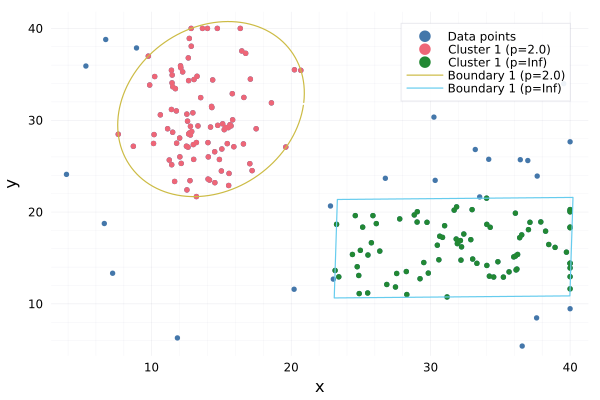 40
30
20
10
y
10
20
30
40
x
Data points
Cluster 1 (p=2.0)
Cluster 1 (p=Inf)
Boundary 1 (p=2.0)
Boundary 1 (p=Inf)